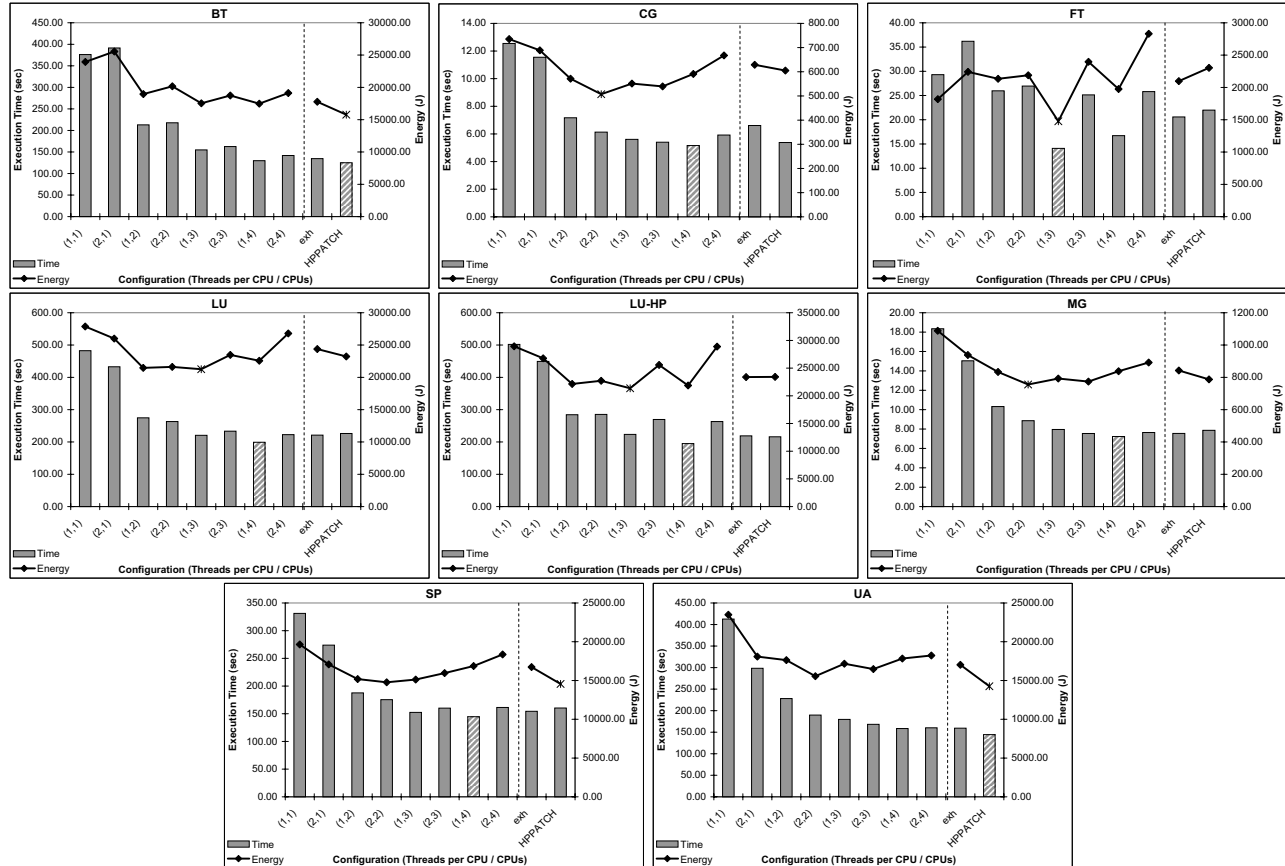 BT
Execution Time (sec)
450.00
400.00
350.00
300.00
250.00
200.00
150.00
100.00
50.00
0.00
30000.00
25000.00
20000.00
15000.00
10000.00
5000.00
0.00
Energy (J)
(1,1)
(2,1)
(1,2)
(2,2)
(1,3)
(2,3)
(1,4)
(2,4)
exh
HPPATCH
Time
Energy
Configuration (Threads per CPU / CPUs)
CG
Execution Time (sec)
14.00
12.00
10.00
8.00
6.00
4.00
2.00
0.00
800.00
700.00
600.00
500.00
400.00
300.00
200.00
100.00
0.00
Energy (J)
(1,1)
(2,1)
(1,2)
(2,2)
(1,3)
(2,3)
(1,4)
(2,4)
exh
HPPATCH
Time
Energy
Configuration (Threads per CPU / CPUs)
FT
Execution Time (sec)
40.00
35.00
30.00
25.00
20.00
15.00
10.00
5.00
0.00
3000.00
2500.00
2000.00
1500.00
1000.00
500.00
0.00
Energy (J)
(1,1)
(2,1)
(1,2)
(2,2)
(1,3)
(2,3)
(1,4)
(2,4)
exh
HPPATCH
Time
Energy
Configuration (Threads per CPU / CPUs)
LU
Execution Time (sec)
600.00
500.00
400.00
300.00
200.00
100.00
0.00
30000.00
25000.00
20000.00
15000.00
10000.00
5000.00
0.00
Energy (J)
(1,1)
(2,1)
(1,2)
(2,2)
(1,3)
(2,3)
(1,4)
(2,4)
exh
HPPATCH
Time
Energy
Configuration (Threads per CPU / CPUs)
LU-HP
Execution Time (sec)
600.00
500.00
400.00
300.00
200.00
100.00
0.00
35000.00
30000.00
25000.00
20000.00
15000.00
10000.00
5000.00
0.00
Energy (J)
(1,1)
(2,1)
(1,2)
(2,2)
(1,3)
(2,3)
(1,4)
(2,4)
exh
HPPATCH
Time
Energy
Configuration (Threads per CPU / CPUs)
MG
Execution Time (sec)
20.00
18.00
16.00
14.00
12.00
10.00
8.00
6.00
4.00
2.00
0.00
1200.00
1000.00
800.00
600.00
400.00
200.00
0.00
Energy (J)
(1,1)
(2,1)
(1,2)
(2,2)
(1,3)
(2,3)
(1,4)
(2,4)
exh
HPPATCH
Time
Energy
Configuration (Threads per CPU / CPUs)
SP
Execution Time (sec)
350.00
300.00
250.00
200.00
150.00
100.00
50.00
0.00
25000.00
20000.00
15000.00
10000.00
5000.00
0.00
Energy (J)
(1,1)
(2,1)
(1,2)
(2,2)
(1,3)
(2,3)
(1,4)
(2,4)
exh
HPPATCH
Time
Energy
Configuration (Threads per CPU / CPUs)
UA
Execution Time (sec)
450.00
400.00
350.00
300.00
250.00
200.00
150.00
100.00
50.00
0.00
25000.00
20000.00
15000.00
10000.00
5000.00
0.00
Energy (J)
(1,1)
(2,1)
(1,2)
(2,2)
(1,3)
(2,3)
(1,4)
(2,4)
exh
HPPATCH
Time
Energy
Configuration (Threads per CPU / CPUs)